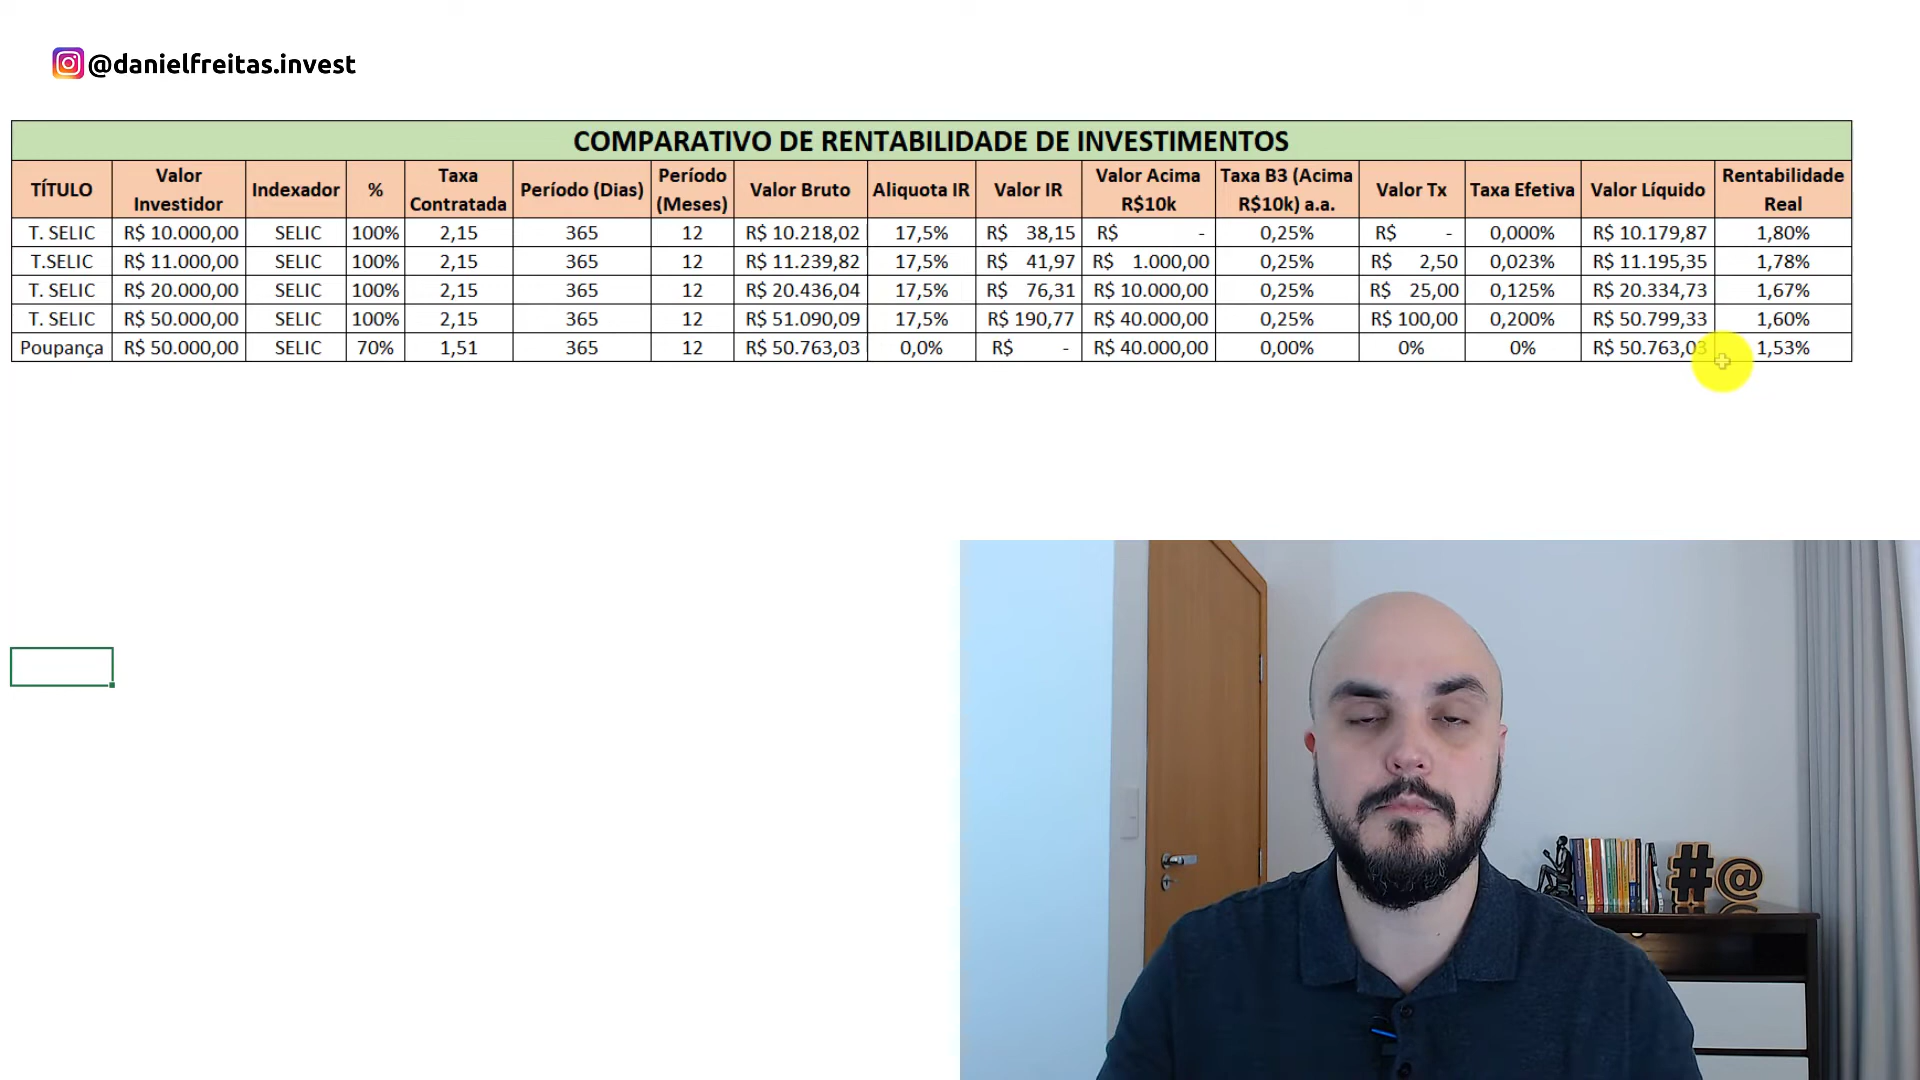 @danielfreitas.invest
COMPARATIVO DE RENTABILIDADE DE INVESTIMENTOS
TÍTULO Valor Investidor Indexador % Taxa Contratada Período (Dias) Período (Meses) Valor Bruto Aliquota IR Valor IR Valor Acima R$10k Taxa B3 (Acima R$10k) a.a. Valor Tx Taxa Efetiva Valor Líquido Rentabilidade Real
T. SELIC R$ 10.000,00 SELIC 100% 2,15 365 12 R$ 10.218,02 17,5% R$ 38,15 R$ - 0,25% R$ - 0,000% R$ 10.179,87 1,80%
T.SELIC R$ 11.000,00 SELIC 100% 2,15 365 12 R$ 11.239,82 17,5% R$ 41,97 R$ 1.000,00 0,25% R$ 2,50 0,023% R$ 11.195,35 1,78%
T. SELIC R$ 20.000,00 SELIC 100% 2,15 365 12 R$ 20.436,04 17,5% R$ 76,31 R$ 10.000,00 0,25% R$ 25,00 0,125% R$ 20.334,73 1,67%
T. SELIC R$ 50.000,00 SELIC 100% 2,15 365 12 R$ 51.090,09 17,5% R$ 190,77 R$ 40.000,00 0,25% R$ 100,00 0,200% R$ 50.799,33 1,60%
Poupança R$ 50.000,00 SELIC 70% 1,51 365 12 R$ 50.763,03 0,0% R$ - R$ 40.000,00 0,00% 0% 0% R$ 50.763,03 1,53%
#@